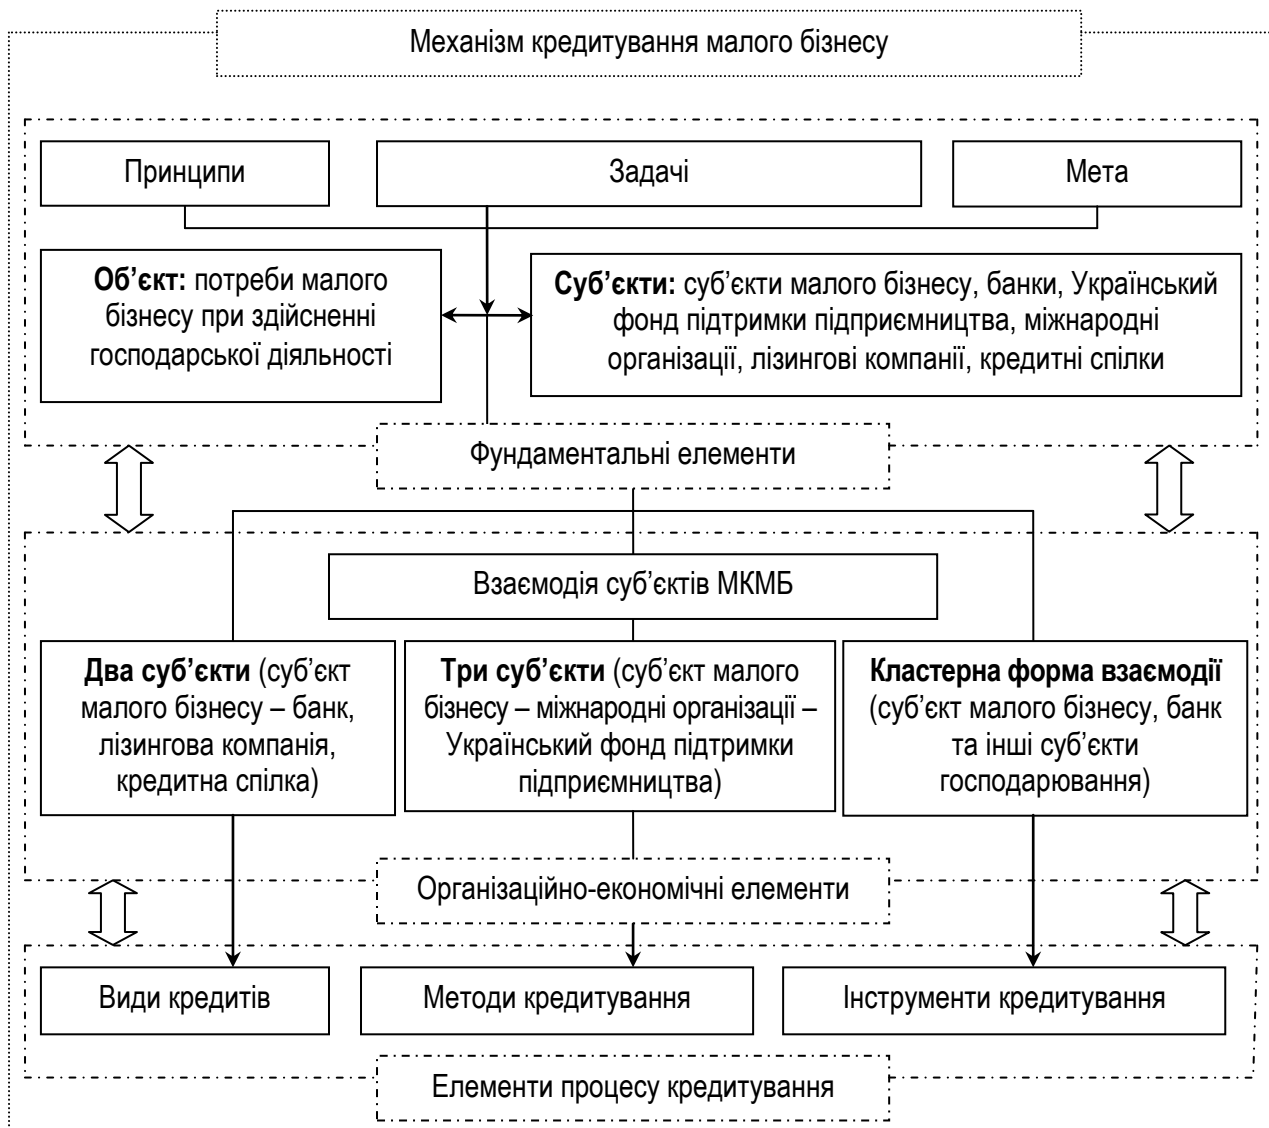 Механізм кредитування малого бізнесу
Принципи
Задачі
Мета
Об’єкт: потреби малого
бізнесу при здійсненні
господарської діяльності
Суб’єкти: суб’єкти малого бізнесу, банки, Український
фонд підтримки підприємництва, міжнародні
організації, лізингові компанії, кредитні спілки
Фундаментальні елементи
Взаємодія суб’єктів МКМБ
Два суб’єкти (суб’єкт
малого бізнесу – банк,
лізингова компанія,
кредитна спілка)
Три суб’єкти (суб’єкт малого
бізнесу – міжнародні організації –
Український фонд підтримки
підприємництва)
Кластерна форма взаємодії
(суб’єкт малого бізнесу, банк
та інші суб’єкти
господарювання)
Організаційно-економічні елементи
Види кредитів
Методи кредитування
Інструменти кредитування
Елементи процесу кредитування